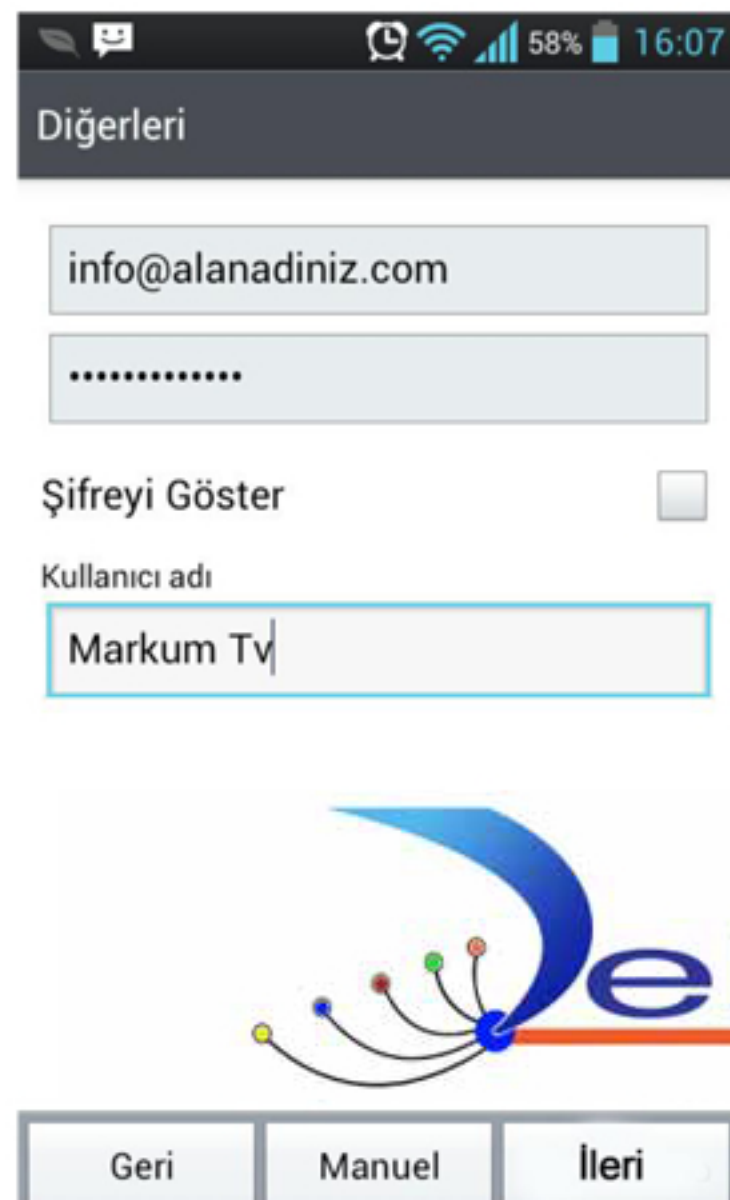 58% 16:07
Diğerleri
info@alanadiniz.com
•••••••••••••
Şifreyi Göster
Kullanıcı adı
Markum Tv
e
Geri Manuel İleri